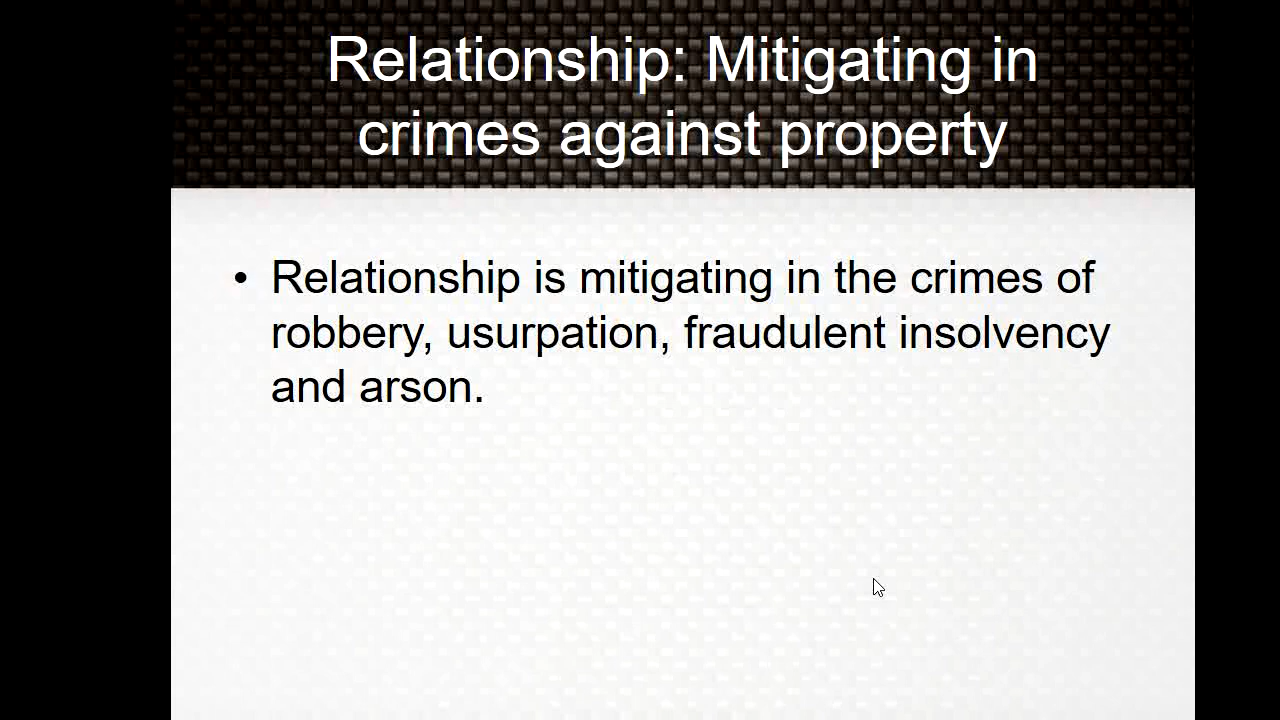 Relationship: Mitigating in
crimes against property
• Relationship is mitigating in the crimes of
robbery, usurpation, fraudulent insolvency
and arson.